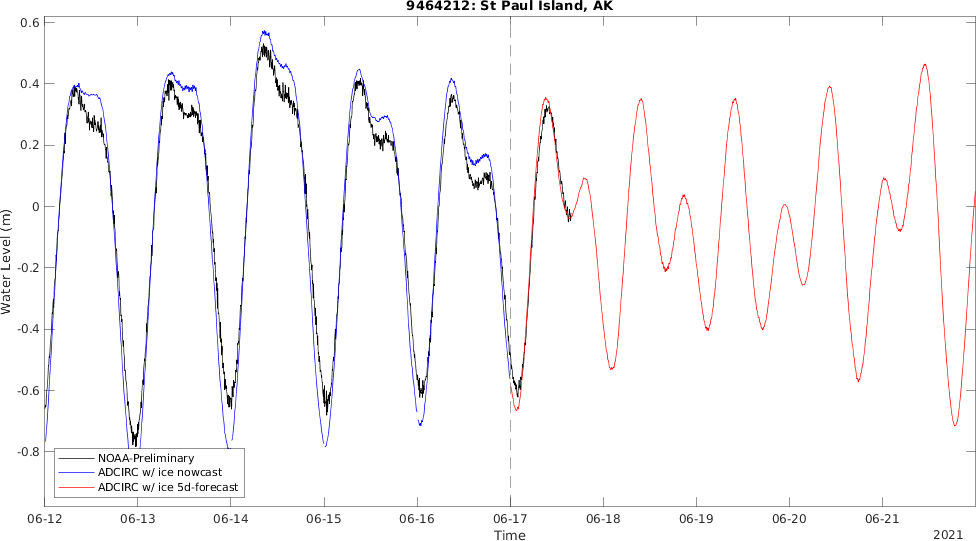 9464212: St Paul Island, AK
0.6
0.4
0.2
0
-0.2
-0.4
-0.6
-0.8
Water Level (m)
NOAA-Preliminary
ADCIRC w/ ice nowcast
ADCIRC w/ ice 5d-forecast
06-12 06-13 06-14 06-15 06-16 06-17 06-18 06-19 06-20 06-21
Time
2021